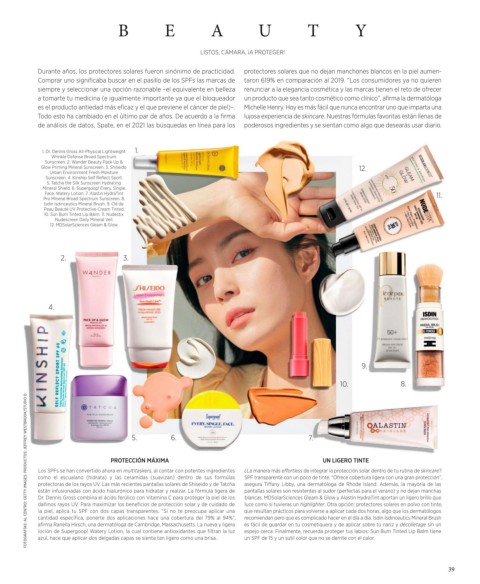 BEAUTY
LISTOS, CÁMARA, ¡A PROTEGER!
Durante años, los protectores solares fueron sinónimo de practicidad.
Comprar uno significaba buscar en el pasillo de los SPFs las marcas de
siempre y seleccionar una opción razonable –el equivalente en belleza
a tomarte tu medicina (e igualmente importante ya que el bloqueador
es el producto antiedad más eficaz y el que previene el cáncer de piel)–.
Todo esto ha cambiado en el último par de años. De acuerdo a la firma
de análisis de datos, Spate, en el 2021 las búsquedas en línea para los
protectores solares que no dejan manchones blancos en la piel aumen-
taron 61.9% en comparación al 2019. "Los consumidores ya no quieren
renunciar a la elegancia cosmética y las marcas tienen el reto de ofrecer
un producto que sea tanto cosmético como clínico", afirma la dermatóloga
Michelle Henry. Hoy es más fácil que nunca encontrar uno que imparta una
lujosa experiencia de skincare. Nuestras fórmulas favoritas están llenas de
poderosos ingredientes y se sientan como algo que desearás usar diario.
1. Dr. Dennis Gross All-Physical Lightweight
Wrinkle Defense Broad Spectrum
Sunscreen. 2. Wander Beauty Pack Up &
Glow Priming Mineral Sunscreen. 3. Shiseido
Urban Environment Fresh-Moisture
Sunscreen. 4. Kinship Self Reflect Sport
5. Tatcha the Silk Sunscreen Hydrating
Mineral Shield. 6. Supergoop! Every. Single.
Face. Watery Lotion. 7. Alastin HydraTint
Pro Mineral Broad Spectrum Sunscreen. 8.
Isdin Isdinceutics Mineral Brush. 9. Clé de
Peau Beauté UV Protective Cream Tinted.
10. Sun Bum Tinted Lip Balm. 11. Nudestix
Nudescreen Daily Mineral Veil.
12. MDSolarSciences Gleam & Glow
1.
12.
11.
2.
3.
4.
9.
8.
10.
5.
6.
7.
WANDER
BEAUTY
PACK UP & GLOW
SHISEIDO
KINSHIP
SELF REFLECT SPORT SPF 60
TATCHA
Supergoop!
EVERY. SINGLE. FACE.
50+
ISDIN
ALASTIN
SKINCARE
PROTECCIÓN MÁXIMA
Los SPFs se han convertido ahora en multitaskers, al contar con potentes ingredientes
como el escualano (hidrata) y las ceramidas (suavizan) dentro de sus fórmulas
protectoras de los rayos UV. Las más recientes pantallas solares de Shiseido y de Tatcha
están infusionadas con ácido hialurónico para hidratar y realzar. La fórmula ligera de
Dr. Dennis Gross combina el ácido ferúlico con Vitamina C para proteger la piel de los
dañinos rayos UV. Para maximizar los beneficios de protección solar y de cuidado de
la piel, aplica tu SPF con dos capas transparentes. "Si no te preocupa aplicar una
cantidad específica, ponerte dos aplicaciones hace una cobertura del 78% al 94%",
afirma Ranella Hirsch, una dermatóloga de Cambridge, Massachusetts. La nueva y ligera
loción de Supergoop! Watery Lotion, la cual contiene antioxidantes que filtran la luz
azul, hace que aplicar dos delgadas capas se sienta tan ligero como una brisa.
UN LIGERO TINTE
¿La manera más efortless de integrar la protección solar dentro de tu rutina de skincare?
SPF transparente con un poco de tinte. "Ofrece cobertura ligera con una gran protección",
asegura Tiffany Libby, una dermatóloga de Rhode Island. Además, la mayoría de las
pantallas solares son resistentes al sudor (perfectas para el verano) y no dejan manchas
blancas. MDSolarSciences Gleam & Glow y Alastin HydraTint aportan un ligero brillo que
luce como si tuvieras un highlighter. Otra opción: protectores solares en polvo con tinte,
que resultan prácticos para volverse a aplicar cada dos horas, algo que los dermatólogos
recomiendan pero que es complicado hacer en el día a día. Isdin Isdinceutics Mineral Brush
es fácil de guardar en tu cosmetiquera y de aplicar sobre tu nariz y décolletage sin un
espejo cerca. Finalmente, recuerda proteger tus labios: Sun Bum Tinted Lip Balm tiene
un SPF de 15 y un sutil color que no se derrite con el calor.
39